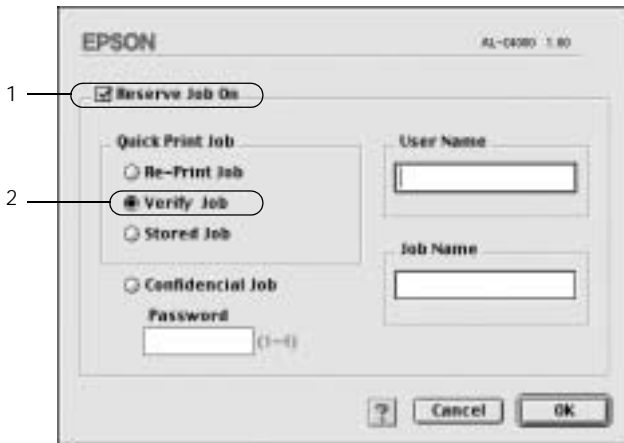 EPSON
AL-C4000 1.80
1
Reserve Job On
Quick Print Job
User Name
Re-Print Job
2
Verify Job
Stored Job
Job Name
Confidencial Job
Password
(1~4)
?
Cancel
OK